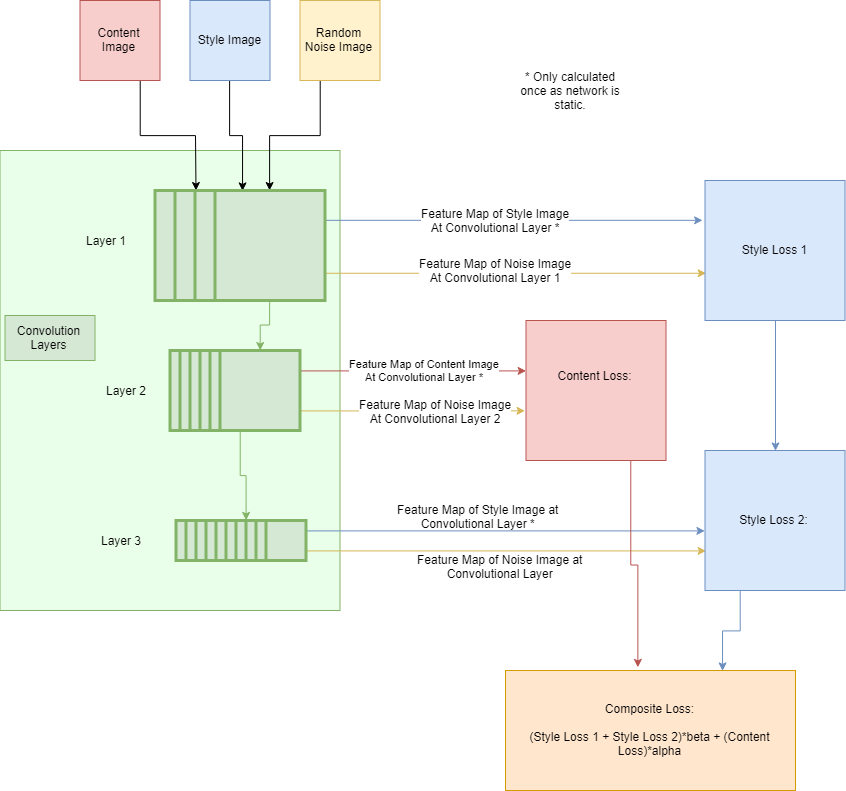 Content
Image
Style Image
Random
Noise Image
* Only calculated
once as network is
static.
Layer 1
Feature Map of Style Image
At Convolutional Layer *
Feature Map of Noise Image
At Convolutional Layer 1
Style Loss 1
Convolution
Layers
Layer 2
Feature Map of Content Image
At Convolutional Layer *
Feature Map of Noise Image
At Convolutional Layer 2
Content Loss:
Layer 3
Feature Map of Style Image at
Convolutional Layer *
Feature Map of Noise Image at
Convolutional Layer
Style Loss 2:
Composite Loss:
(Style Loss 1 + Style Loss 2)*beta + (Content
Loss)*alpha